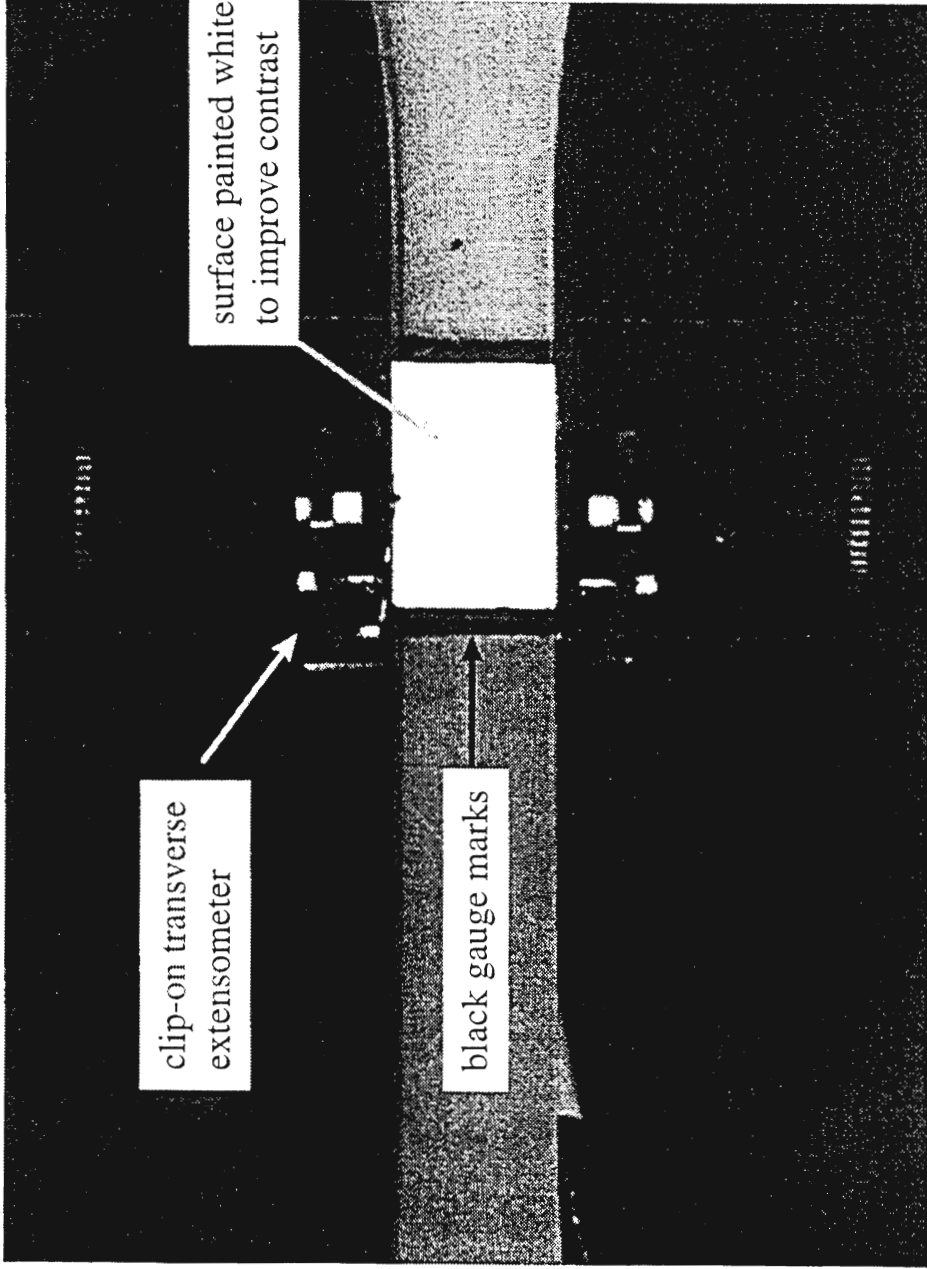 surface painted white
to improve contrast
clip-on transverse
extensometer
black gauge marks